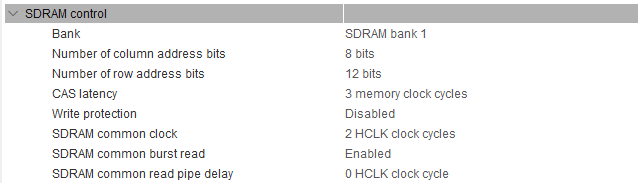 SDRAM control
Bank SDRAM bank 1
Number of column address bits 8 bits
Number of row address bits 12 bits
CAS latency 3 memory clock cycles
Write protection Disabled
SDRAM common clock 2 HCLK clock cycles
SDRAM common burst read Enabled
SDRAM common read pipe delay 0 HCLK clock cycle